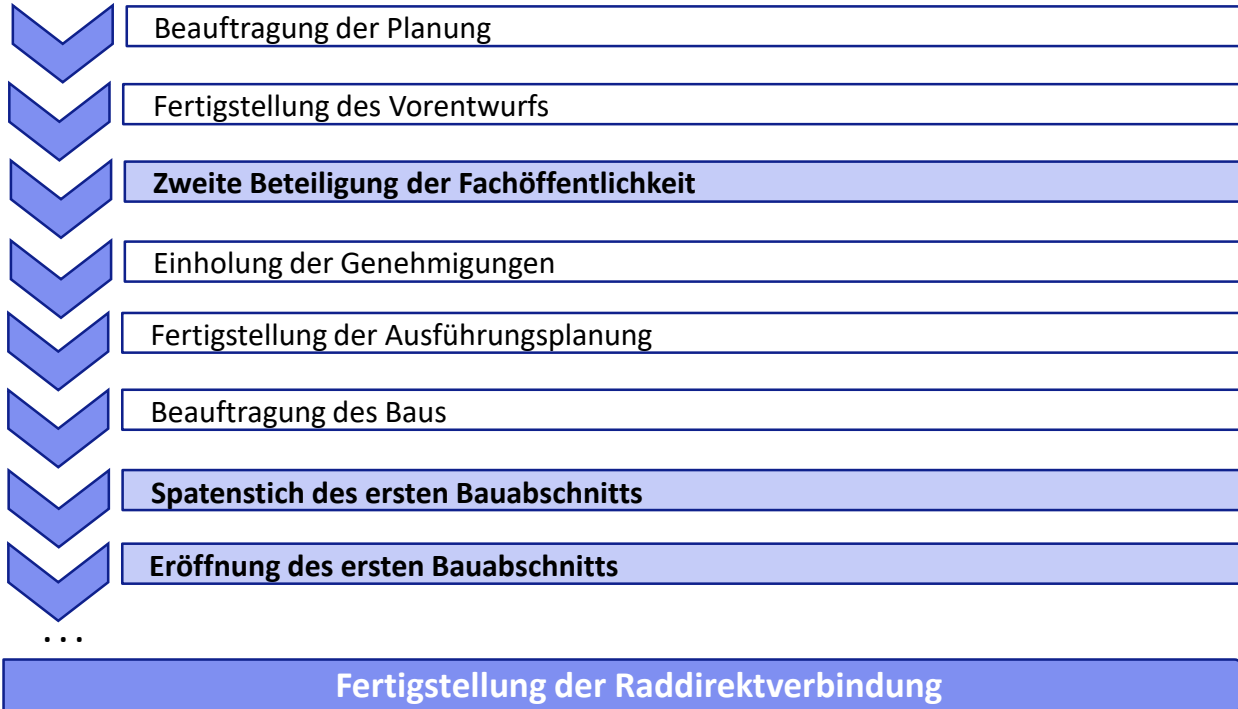 Beauftragung der Planung
Fertigstellung des Vorentwurfs
Zweite Beteiligung der Fachöffentlichkeit
Einholung der Genehmigungen
Fertigstellung der Ausführungsplanung
Beauftragung des Baus
Spatenstich des ersten Bauabschnitts
Eröffnung des ersten Bauabschnitts
...
Fertigstellung der Raddirektverbindung